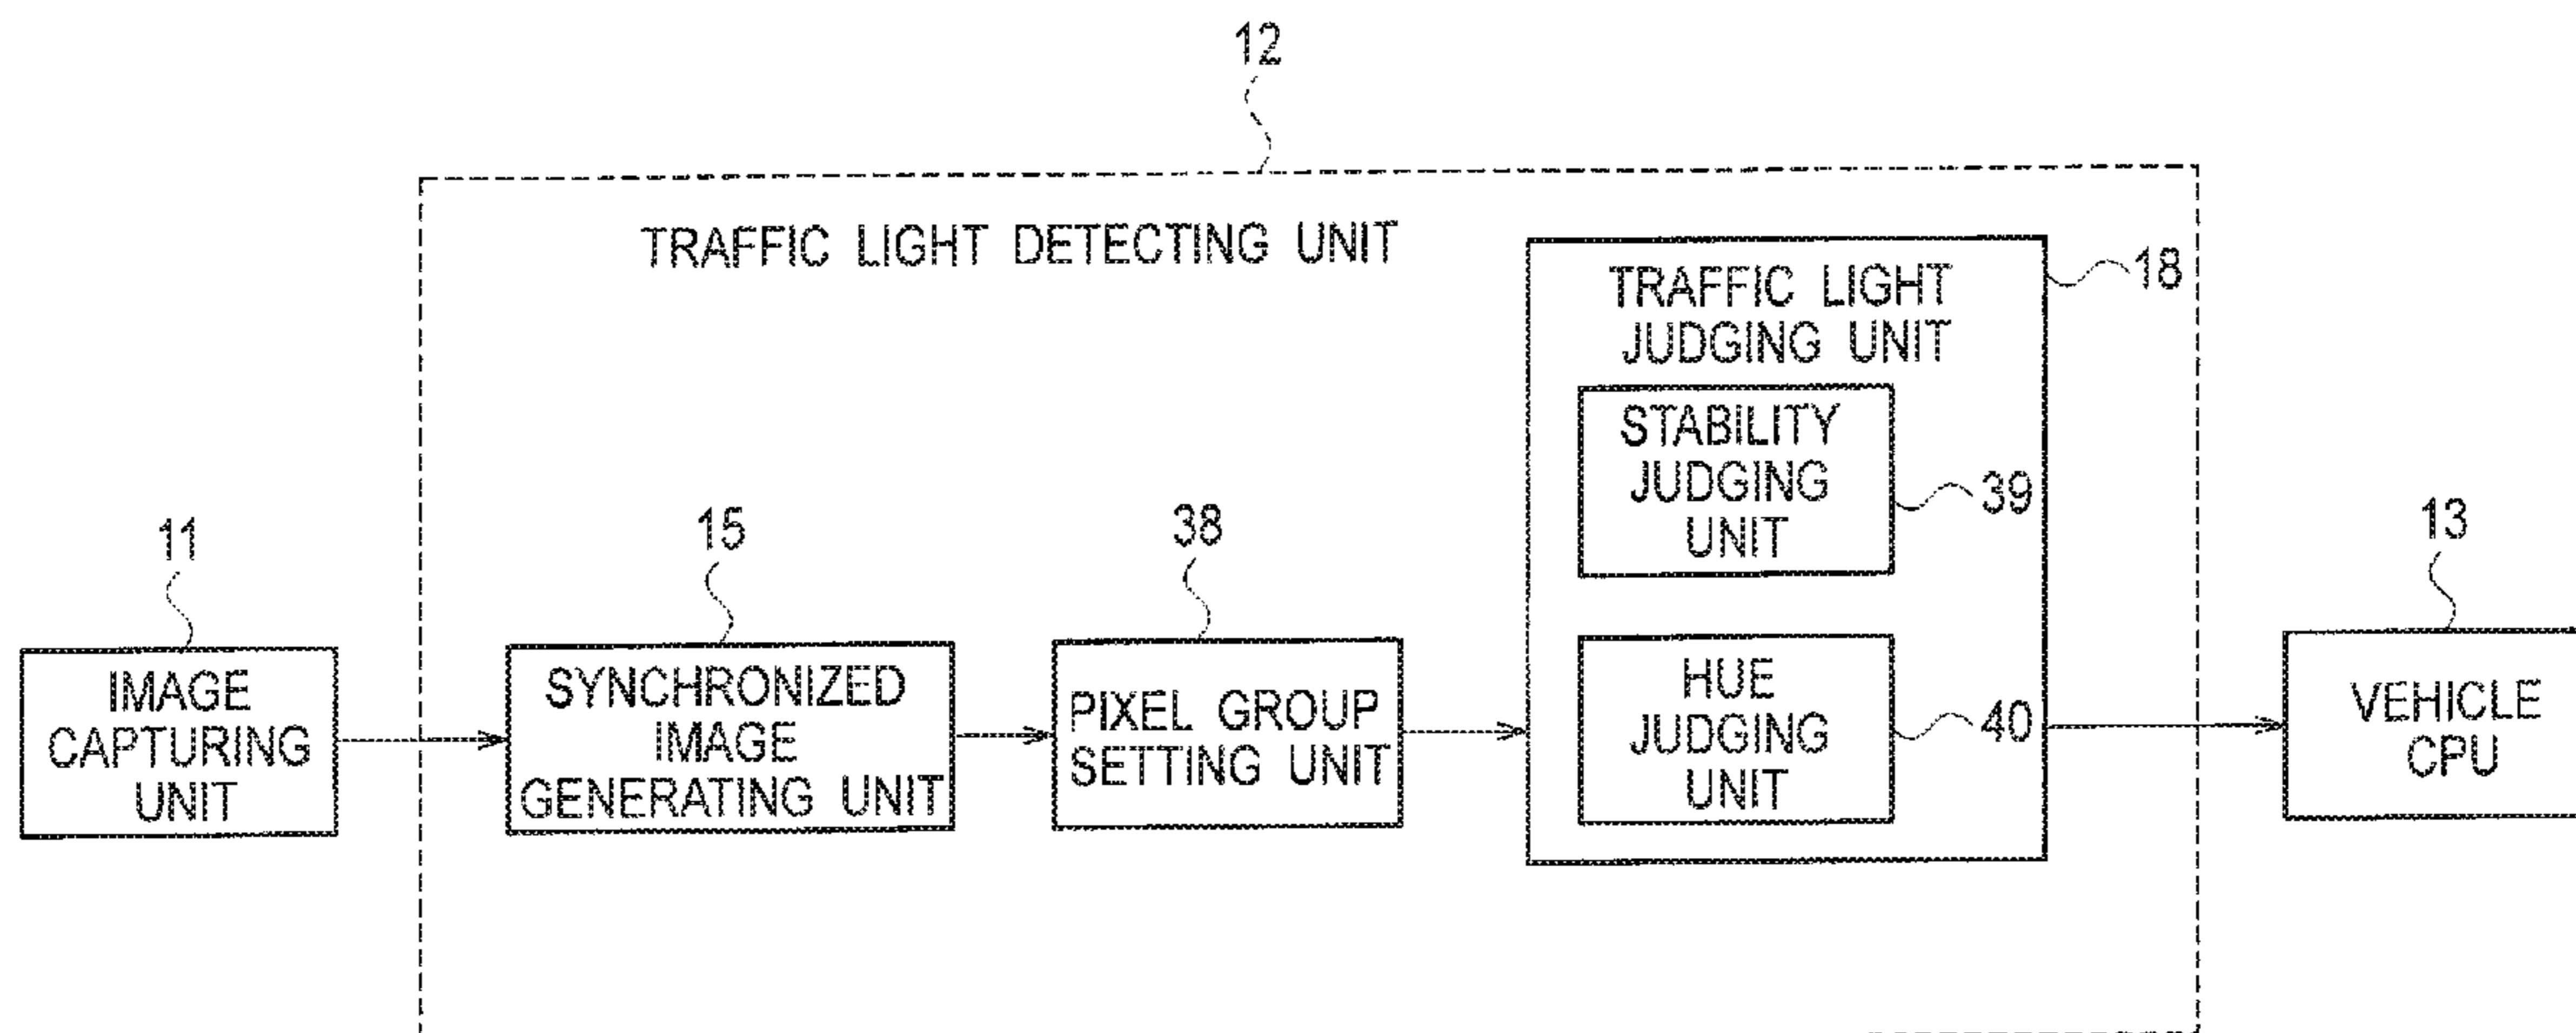 12
TRAFFIC LIGHT DETECTING UNIT
18
TRAFFIC LIGHT
JUDGING UNIT
STABILITY
JUDGING
UNIT
39
HUE
JUDGING
UNIT
40
11
IMAGE
CAPTURING
UNIT
15
SYNCHRONIZED
IMAGE
GENERATING UNIT
38
PIXEL GROUP
SETTING UNIT
13
VEHICLE
CPU